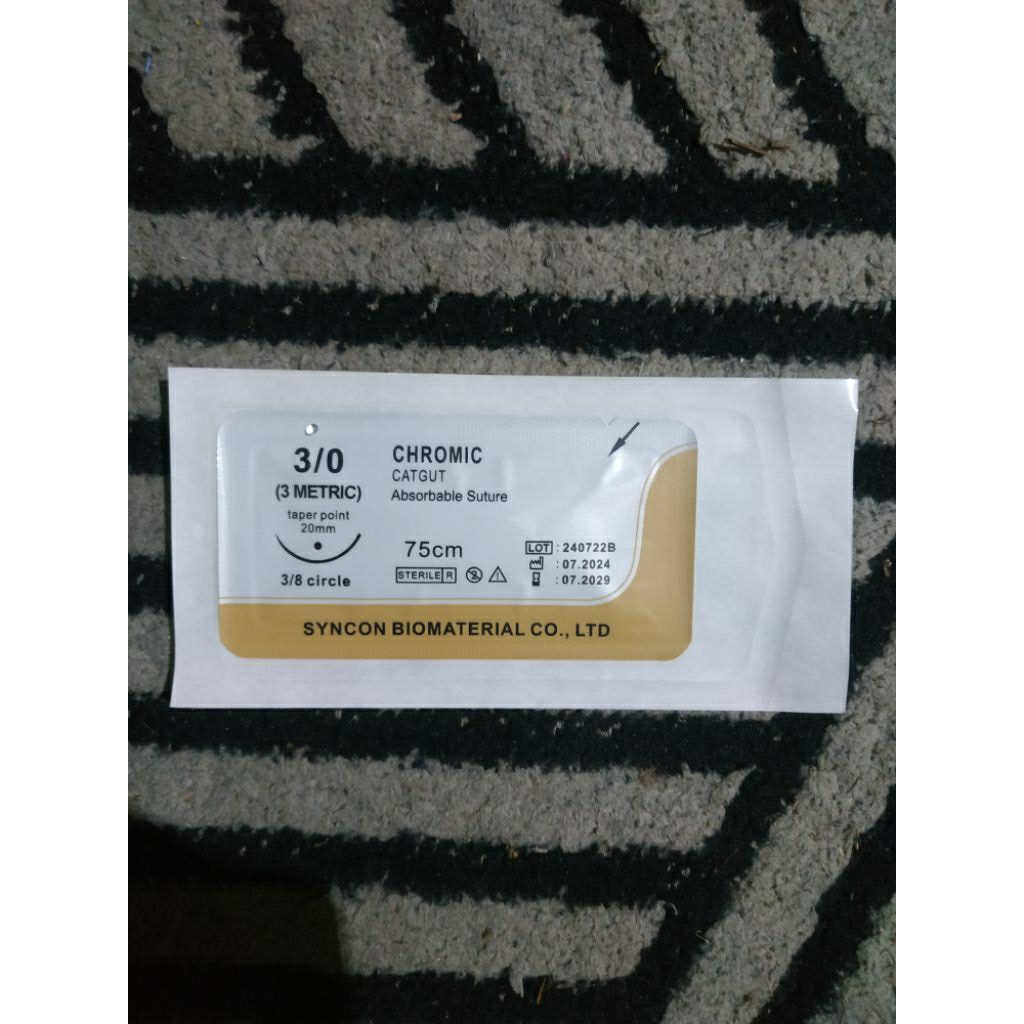 3/0
(3 METRIC)
taper point
20mm
3/8 circle
CHROMIC
CATGUT
Absorbable Suture
75cm
STERILE R
2
LOT : 240722B
: 07.2024
: 07.2029
SYNCON BIOMATERIAL CO., LTD